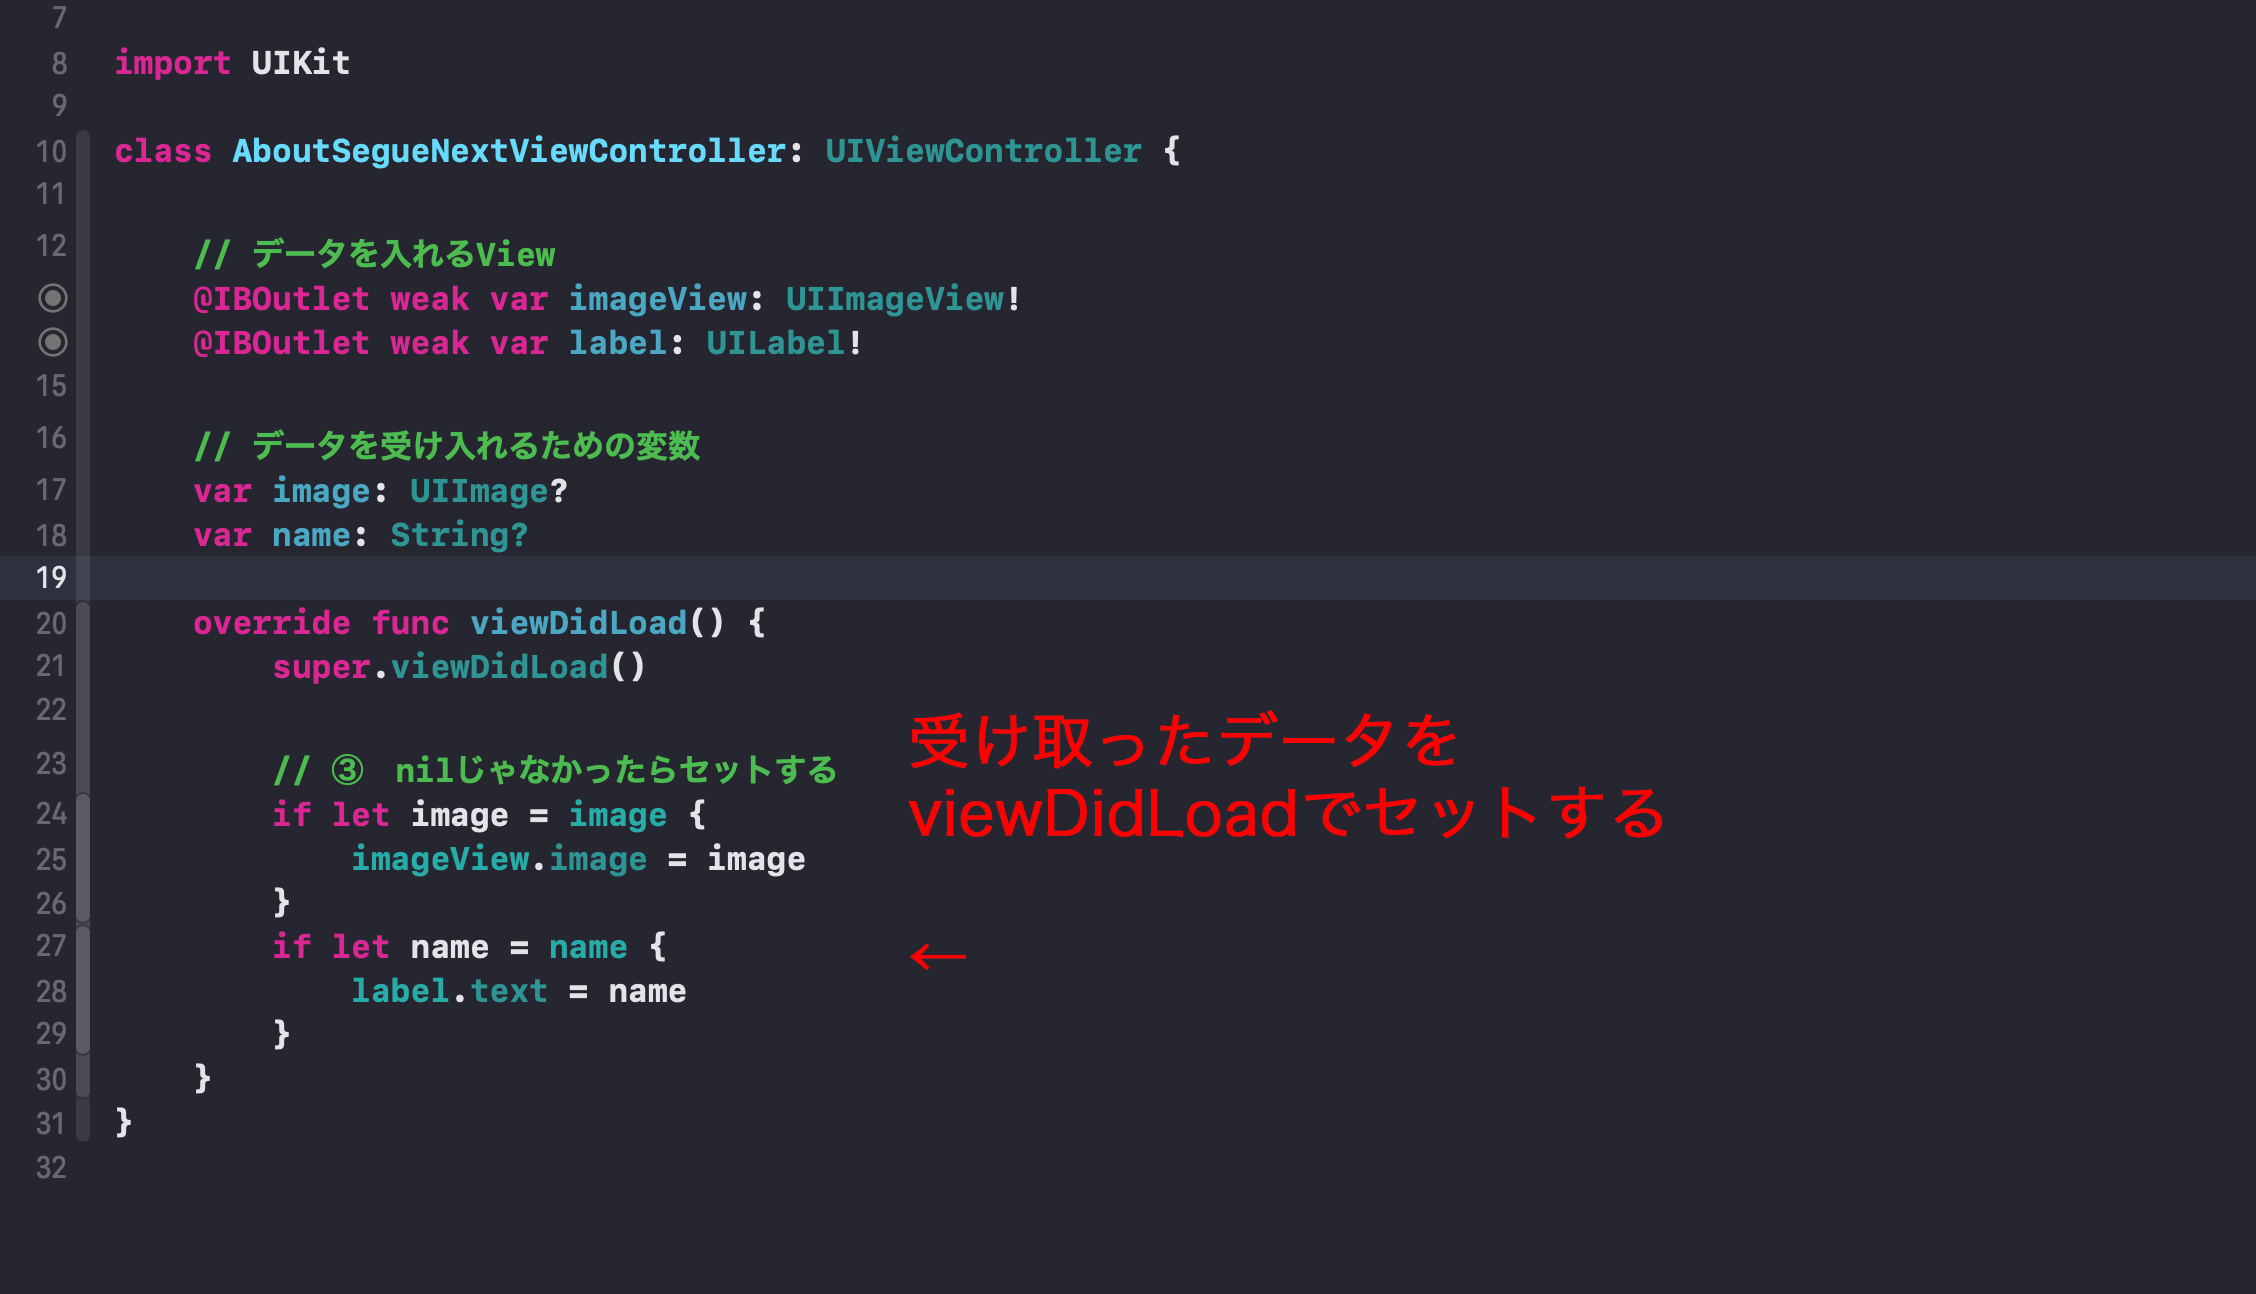 7
8 import UIKit
9
10 class AboutSegueNextViewController: UIViewController {
11
12 // データを入れるView
@IBOutlet weak var imageView: UIImageView!
@IBOutlet weak var label: UILabel!
15
16 // データを受け入れるための変数
17 var image: UIImage?
18 var name: String?
19
20 override func viewDidLoad() {
21 super.viewDidLoad()
22
受け取ったデータを
23 // ③ nilじゃなかったらセットする
viewDidLoadでセットする
24 if let image = image {
25 imageView.image = image
26 }
27 if let name = name {
←
28 label.text = name
29 }
30 }
31 }
32